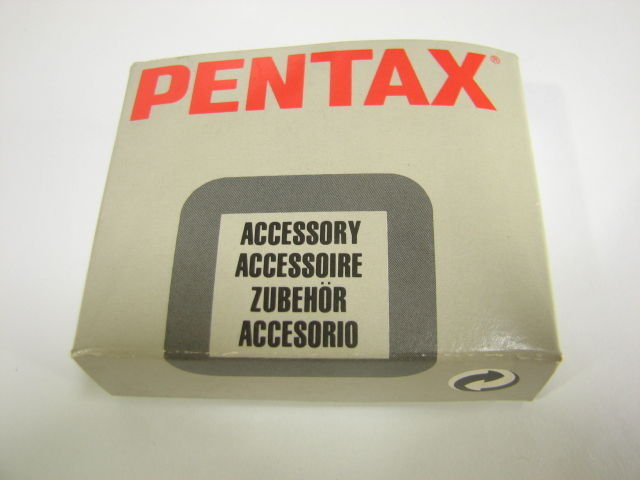 PENTAX®
ACCESSORY
ACCESSOIRE
ZUBEHÖR
ACCESORIO